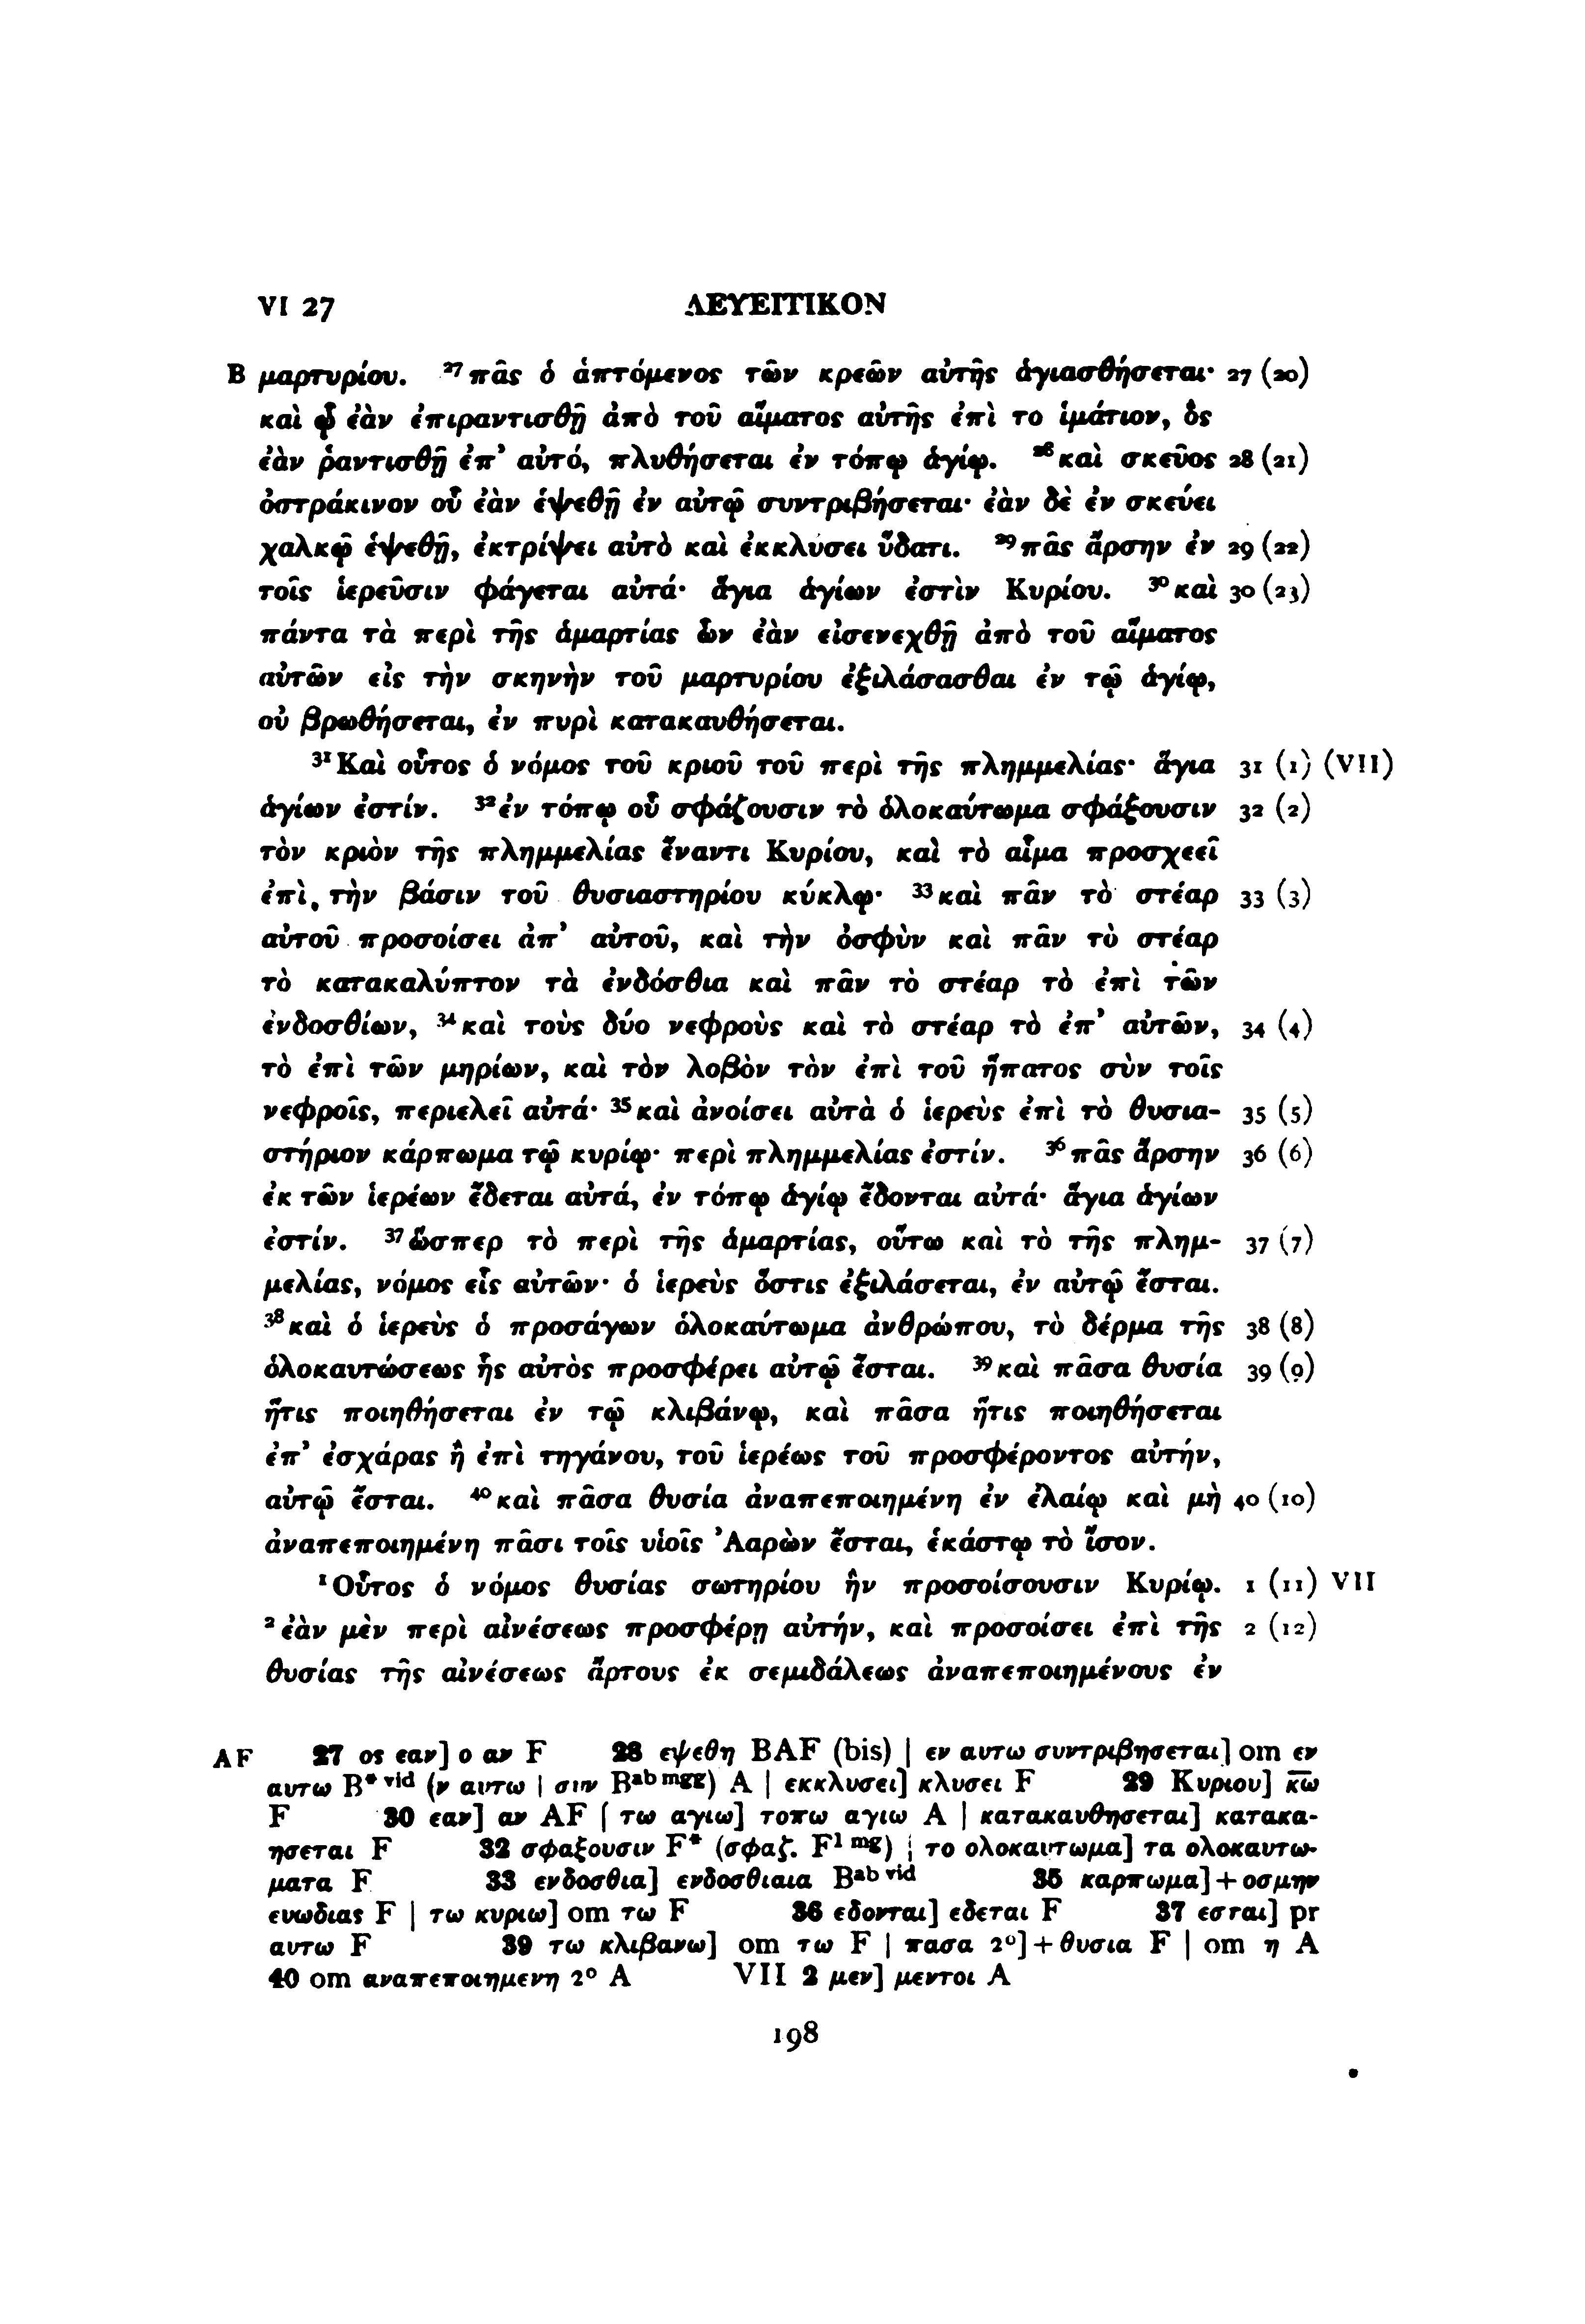 VI 27 ΛΕΥΕΙΤΙΚΟΝ
B μαρτυρίου. ²⁷πᾶς ὁ ἁπτόμενος τῶν κρεῶν αὐτῆς ἁγιασθήσεται· 27 (20)
καὶ ᾧ ἐὰν ἐπιραντισθῇ ἀπὸ τοῦ αἵματος αὐτῆς ἐπὶ το ἱμάτιον, ὃς
ἐὰν ῥαντισθῇ ἐπ’ αὐτό, πλυθήσεται ἐν τόπῳ ἁγίῳ. ²⁸καὶ σκεῦος 28 (21)
ὀστράκινον οὗ ἐὰν ἑψεθῇ ἐν αὐτῷ συντριβήσεται· ἐὰν δὲ ἐν σκεύει
χαλκῷ ἑψεθῇ, ἐκτρίψει αὐτὸ καὶ ἐκκλύσει ὕδατι. ²⁹πᾶς ἄρσην ἐν 29 (22)
τοῖς ἱερεῦσιν φάγεται αὐτά· ἅγια ἁγίων ἐστὶν Κυρίου. ³⁰καὶ 30 (23)
πάντα τὰ περὶ τῆς ἁμαρτίας ὧν ἐὰν εἰσενεχθῇ ἀπὸ τοῦ αἵματος
αὐτῶν εἰς τὴν σκηνὴν τοῦ μαρτυρίου ἐξιλάσασθαι ἐν τῷ ἁγίῳ,
οὐ βρωθήσεται, ἐν πυρὶ κατακαυθήσεται.
³¹Καὶ οὗτος ὁ νόμος τοῦ κριοῦ τοῦ περὶ τῆς πλημμελίας· ἅγια 31 (1) (VII)
ἁγίων ἐστίν. ³²ἐν τόπῳ οὗ σφάζουσιν τὸ ὁλοκαύτωμα σφάξουσιν 32 (2)
τὸν κριὸν τῆς πλημμελίας ἔναντι Κυρίου, καὶ τὸ αἷμα προσχεεῖ
ἐπὶ τὴν βάσιν τοῦ θυσιαστηρίου κύκλῳ· ³³καὶ πᾶν τὸ στέαρ 33 (3)
αὐτοῦ προσοίσει ἀπ’ αὐτοῦ, καὶ τὴν ὀσφὺν καὶ πᾶν τὸ στέαρ
τὸ κατακαλύπτον τὰ ἐνδόσθια καὶ πᾶν τὸ στέαρ τὸ ἐπὶ τῶν
ἐνδοσθίων, ³⁴καὶ τοὺς δύο νεφροὺς καὶ τὸ στέαρ τὸ ἐπ’ αὐτῶν, 34 (4)
τὸ ἐπὶ τῶν μηρίων, καὶ τὸν λοβὸν τὸν ἐπὶ τοῦ ἥπατος σὺν τοῖς
νεφροῖς, περιελεῖ αὐτά· ³⁵καὶ ἀνοίσει αὐτὰ ὁ ἱερεὺς ἐπὶ τὸ θυσια- 35 (5)
στήριον κάρπωμα τῷ κυρίῳ· περὶ πλημμελίας ἐστίν. ³⁶πᾶς ἄρσην 36 (6)
ἐκ τῶν ἱερέων ἔδεται αὐτά, ἐν τόπῳ ἁγίῳ ἔδονται αὐτά· ἅγια ἁγίων
ἐστίν. ³⁷ὥσπερ τὸ περὶ τῆς ἁμαρτίας, οὕτω καὶ τὸ τῆς πλημ- 37 (7)
μελίας, νόμος εἷς αὐτῶν· ὁ ἱερεὺς ὅστις ἐξιλάσεται, ἐν αὐτῷ ἔσται.
³⁸καὶ ὁ ἱερεὺς ὁ προσάγων ὁλοκαύτωμα ἀνθρώπου, τὸ δέρμα τῆς 38 (8)
ὁλοκαυτώσεως ἧς αὐτὸς προσφέρει αὐτῷ ἔσται. ³⁹καὶ πᾶσα θυσία 39 (9)
ἥτις ποιηθήσεται ἐν τῷ κλιβάνῳ, καὶ πᾶσα ἥτις ποιηθήσεται
ἐπ’ ἐσχάρας ἢ ἐπὶ τηγάνου, τοῦ ἱερέως τοῦ προσφέροντος αὐτήν,
αὐτῷ ἔσται. ⁴⁰καὶ πᾶσα θυσία ἀναπεποιημένη ἐν ἐλαίῳ καὶ μὴ 40 (10)
ἀναπεποιημένη πᾶσι τοῖς υἱοῖς Ἀαρὼν ἔσται, ἑκάστῳ τὸ ἴσον.
¹Οὗτος ὁ νόμος θυσίας σωτηρίου ἣν προσοίσουσιν Κυρίῳ. 1 (11) VII
²ἐὰν μὲν περὶ αἰνέσεως προσφέρῃ αὐτήν, καὶ προσοίσει ἐπὶ τῆς 2 (12)
θυσίας τῆς αἰνέσεως ἄρτους ἐκ σεμιδάλεως ἀναπεποιημένους ἐν
AF 27 ος εαν] ο αν F 28 εψεθη BAF (bis) | εν αυτω συντριβησεται] om εν
αυτω B* ᵛⁱᵈ (ν αυτω | συν Bᵃᵇ ᵐᵍᵍ) A | εκκλυσει] κλυσει F 29 Κυριου] κ̅ω̅
F 30 εαν] αν AF | τω αγιω] τοπω αγιω A | κατακαυθησεται] κατακα-
ησεται F 32 σφαξουσιν F* (σφαζ. F¹ ᵐᵍ) | το ολοκαυτωμα] τα ολοκαυτω-
ματα F 33 ενδοσθια] ενδοσθιαια Bᵃᵇ ᵛⁱᵈ 35 καρπωμα] + οσμην
ευωδιας F | τω κυριω] om τω F 36 εδονται] εδεται F 37 εσται] pr
αυτω F 39 τω κλιβανω] om τω F | πασα 2°] + θυσια F | om η A
40 om αναπεποιημενη 2° A VII 2 μεν] μεντοι A
198